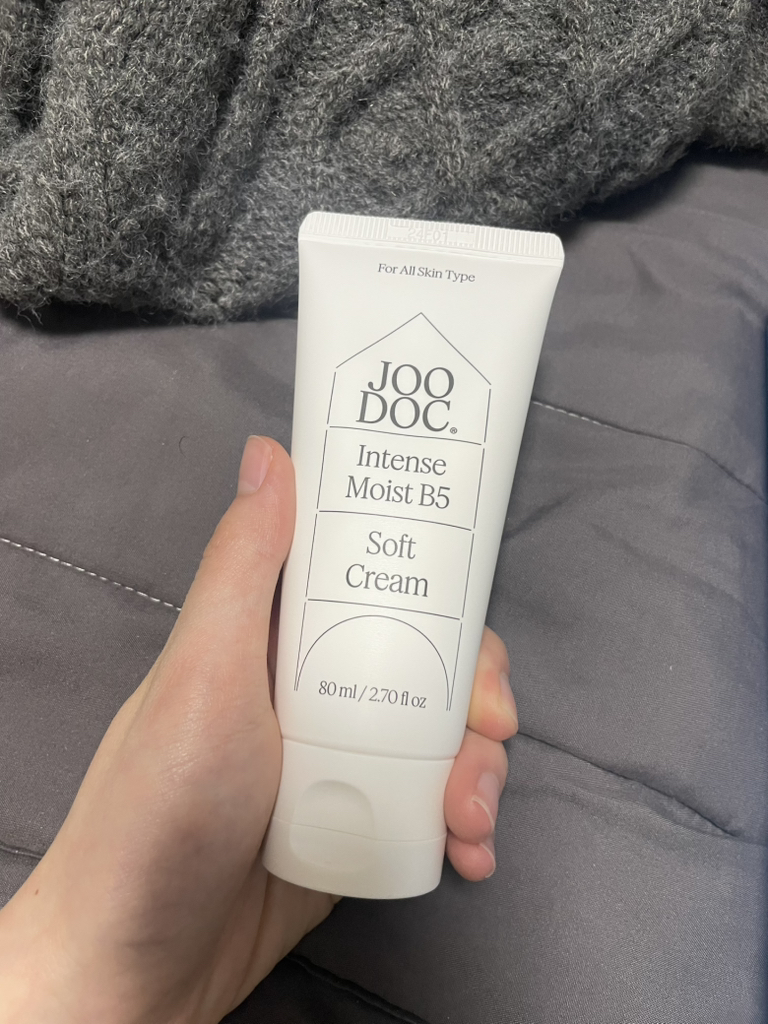 For All Skin Type
JOO
DOC®
Intense
Moist B5
Soft
Cream
80 ml / 2.70 fl oz